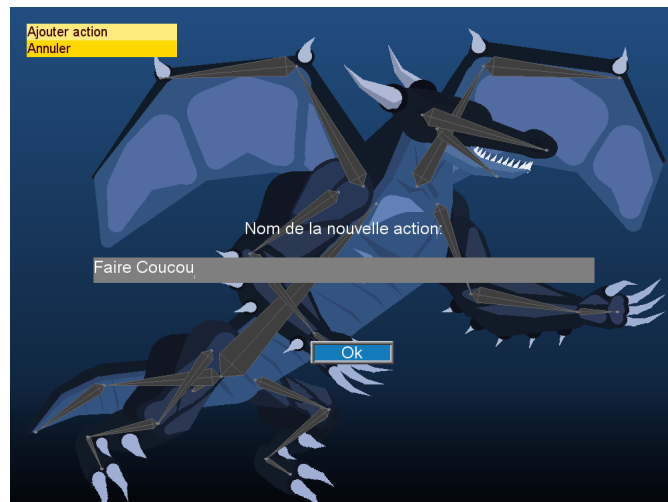 Ajouter action
Annuler
Nom de la nouvelle action:
Faire Coucou
Ok